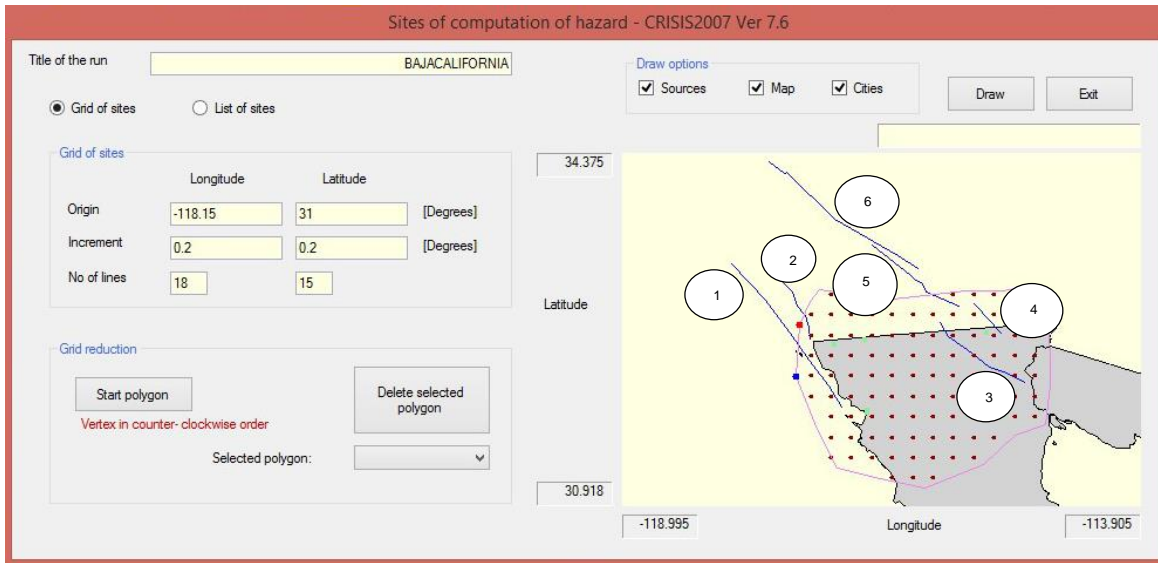 Sites of computation of hazard - CRISIS2007 Ver 7.6
Title of the run
BAJACALIFORNIA
Grid of sites
List of sites
Draw options
Sources
Map
Cities
Draw
Exit
Grid of sites
Longitude
Latitude
Origin
-118.15
31
[Degrees]
Increment
0.2
0.2
[Degrees]
No of lines
18
15
Grid reduction
Start polygon
Vertex in counter- clockwise order
Delete selected
polygon
Selected polygon:
34.375
Latitude
30.918
6
2
5
1
4
3
-118.995
Longitude
-113.905